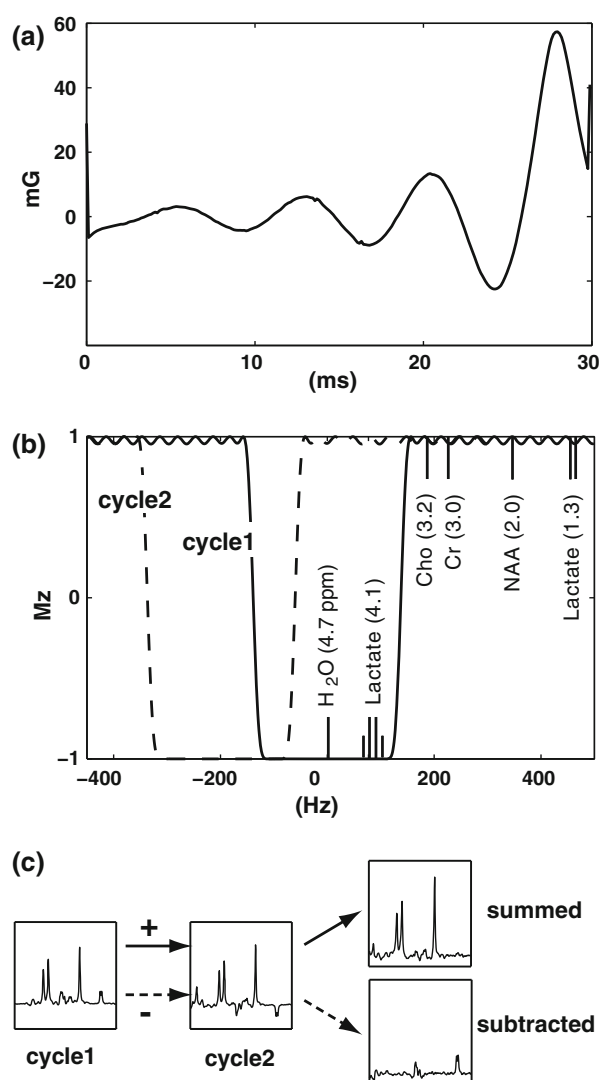 (a)
60
40
20
0
−20
mG
0
10
20
30
(ms)
(b)
1
0
−1
Mz
cycle2
cycle1
H2O (4.7 ppm)
Lactate (4.1)
Cho (3.2)
Cr (3.0)
NAA (2.0)
Lactate (1.3)
−400
−200
0
200
400
(Hz)
(c)
+
-
cycle1
cycle2
summed
subtracted